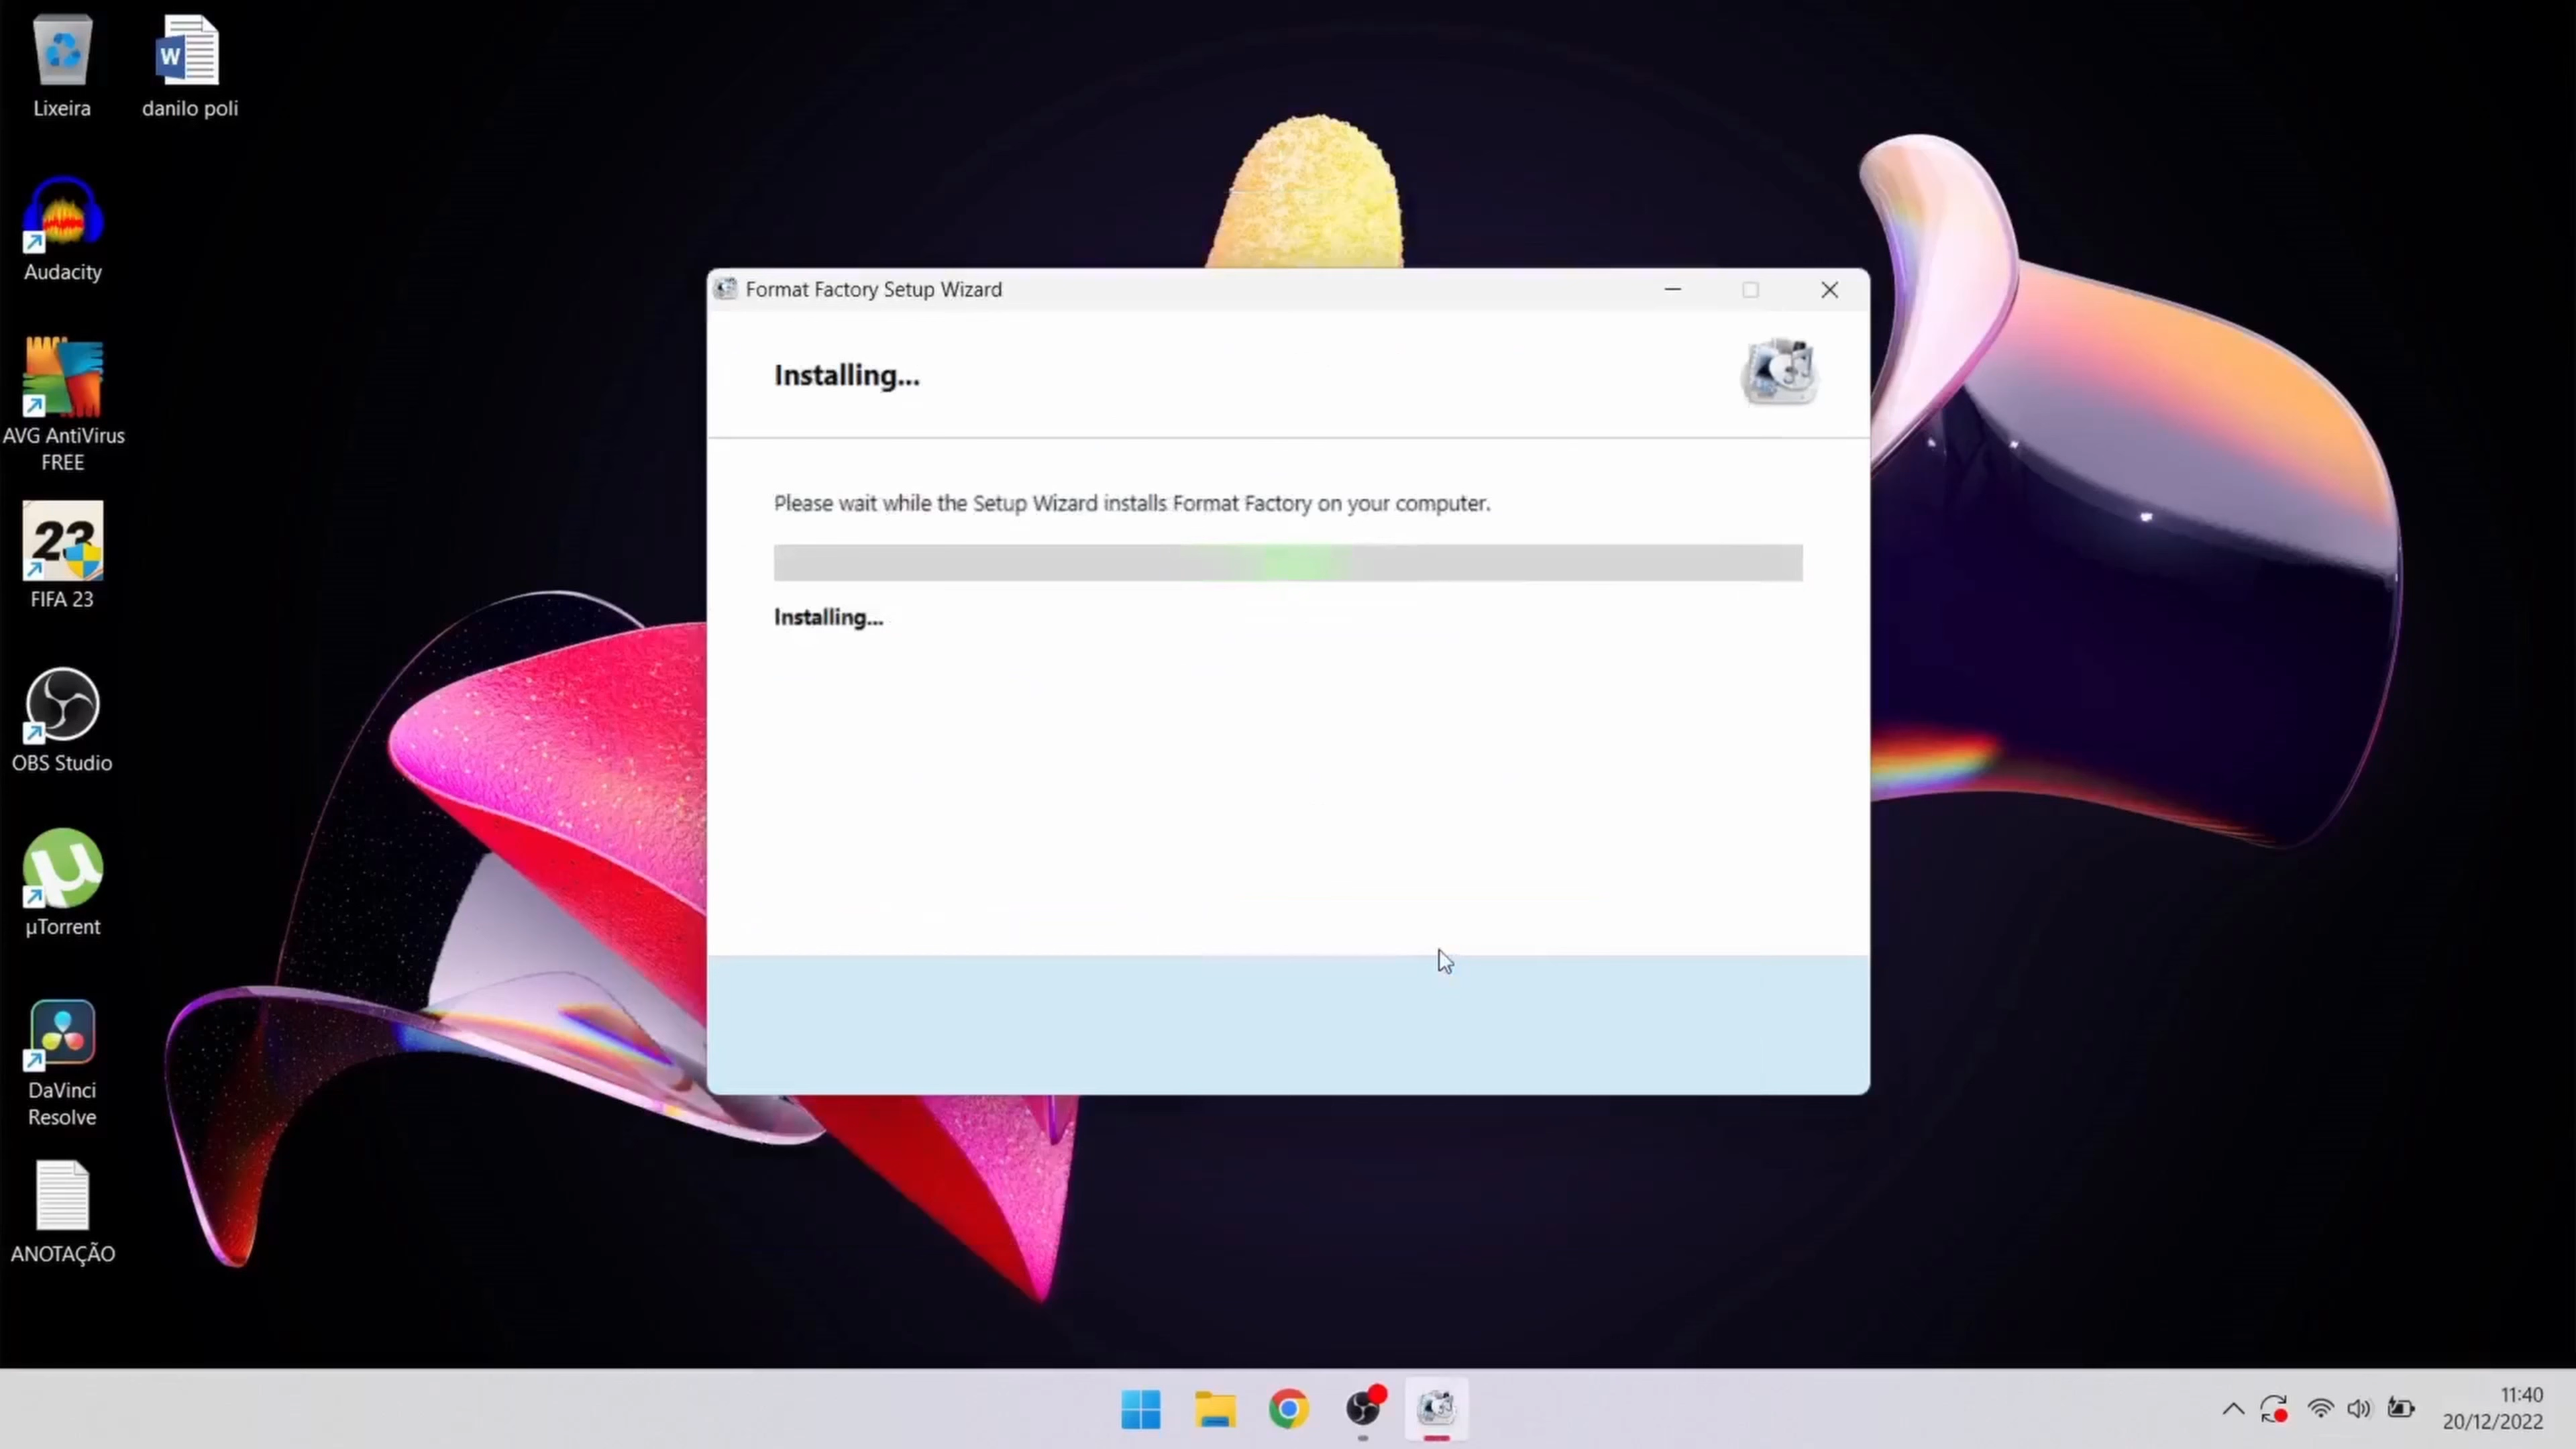 Lixeira
danilo poli
W
Audacity
AVG AntiVirus
FREE
23
FIFA 23
OBS Studio
µ
µTorrent
DaVinci
Resolve
ANOTAÇÃO
Format Factory Setup Wizard
Installing...
Please wait while the Setup Wizard installs Format Factory on your computer.
Installing...
11:40
20/12/2022